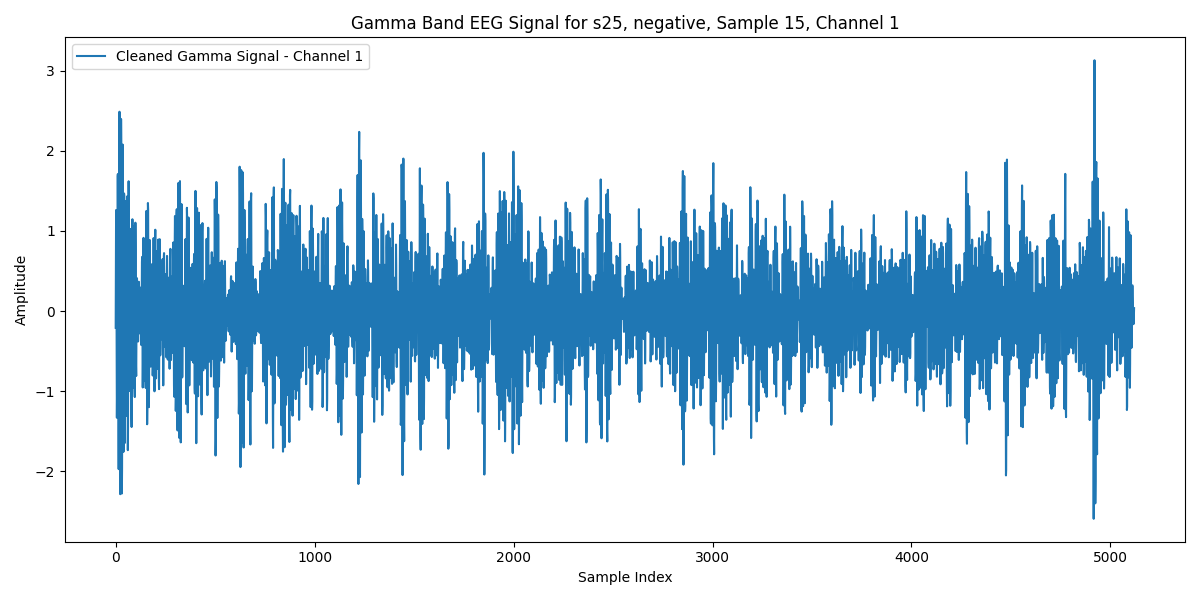 Gamma Band EEG Signal for s25, negative, Sample 15, Channel 1
Cleaned Gamma Signal - Channel 1
Amplitude
3
2
1
0
−1
−2
0 1000 2000 3000 4000 5000
Sample Index